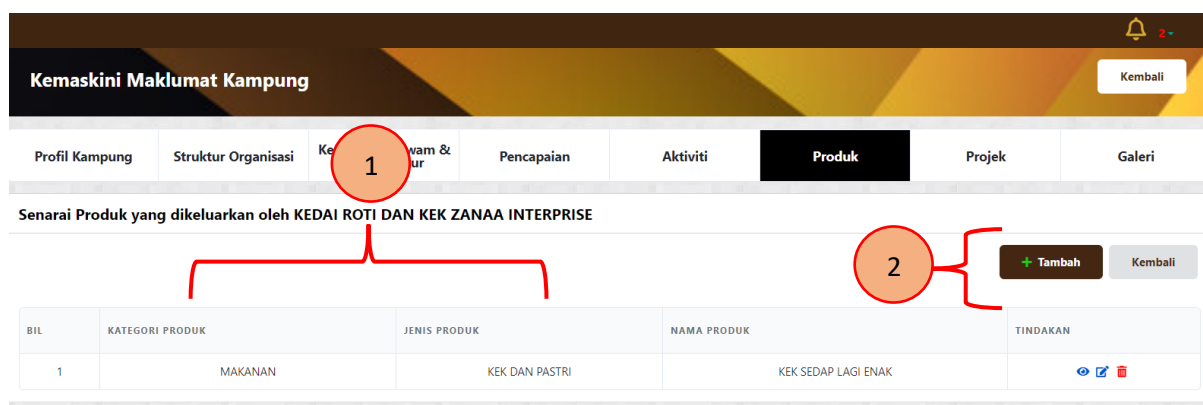 2
Kemaskini Maklumat Kampung
Kembali
Profil Kampung
Struktur Organisasi
Pencapaian
Aktiviti
Produk
Projek
Galeri
1
Senarai Produk yang dikeluarkan oleh KEDAI ROTI DAN KEK ZANAA INTERPRISE
2
+ Tambah
Kembali
BIL KATEGORI PRODUK JENIS PRODUK NAMA PRODUK TINDAKAN
1 MAKANAN KEK DAN PASTRI KEK SEDAP LAGI ENAK